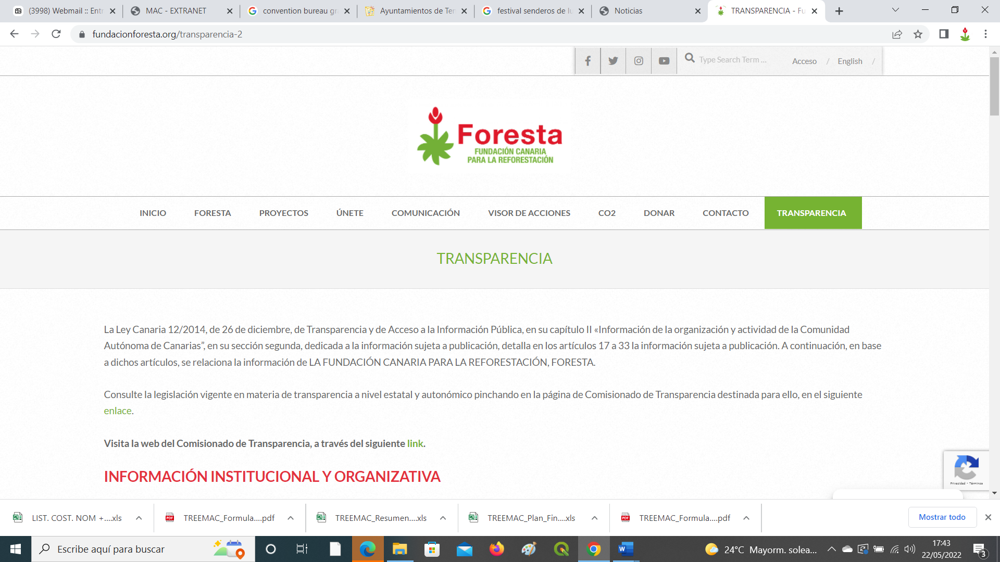 (3998) Webmail :: Entr
MAC - EXTRANET
convention bureau gra
Ayuntamientos de Ten
festival senderos de lu
Noticias
TRANSPARENCIA - Fu
fundacionforesta.org/transparencia-2
Type Search Term ...
Acceso / English /
Foresta
FUNDACIÓN CANARIA
PARA LA REFORESTACIÓN
INICIO FORESTA PROYECTOS ÚNETE COMUNICACIÓN VISOR DE ACCIONES CO2 DONAR CONTACTO TRANSPARENCIA
TRANSPARENCIA
La Ley Canaria 12/2014, de 26 de diciembre, de Transparencia y de Acceso a la Información Pública, en su capítulo II «Información de la organización y actividad de la Comunidad
Autónoma de Canarias”, en su sección segunda, dedicada a la información sujeta a publicación, detalla en los artículos 17 a 33 la información sujeta a publicación. A continuación, en base
a dichos artículos, se relaciona la información de LA FUNDACIÓN CANARIA PARA LA REFORESTACIÓN, FORESTA.
Consulte la legislación vigente en materia de transparencia a nivel estatal y autonómico pinchando en la página de Comisionado de Transparencia destinada para ello, en el siguiente
enlace.
Visita la web del Comisionado de Transparencia, a través del siguiente link.
INFORMACIÓN INSTITUCIONAL Y ORGANIZATIVA
Privacidad • Términos
LIST. COST. NOM +....xls
TREEMAC_Formula....pdf
TREEMAC_Resumen....xls
TREEMAC_Plan_Fin....xls
TREEMAC_Formula....pdf
Mostrar todo
Escribe aquí para buscar
24°C Mayorm. solea...
17:43
22/05/2022
3